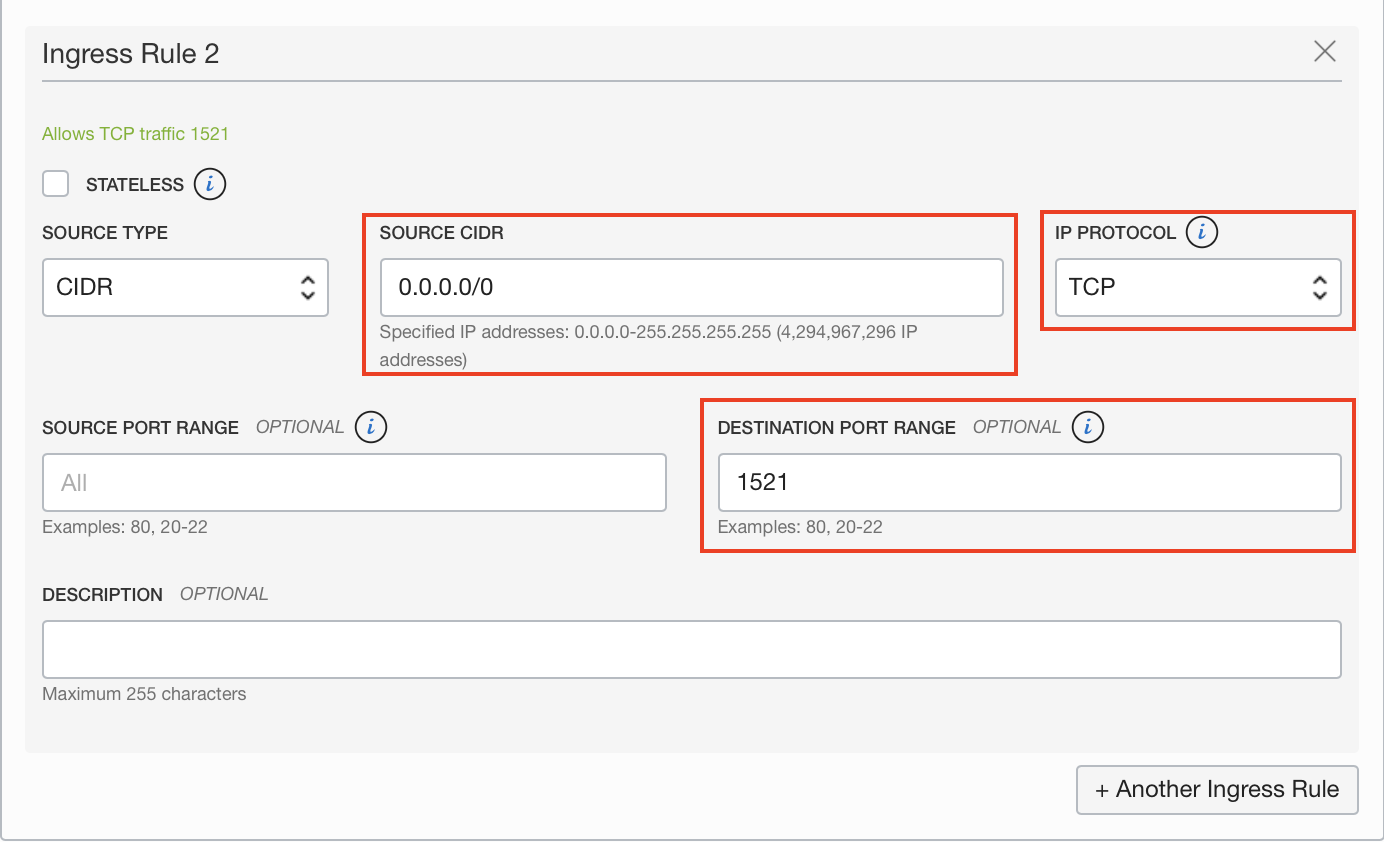 Ingress Rule 2
Allows TCP traffic 1521
STATELESS i
SOURCE TYPE
CIDR
SOURCE CIDR
0.0.0.0/0
Specified IP addresses: 0.0.0.0-255.255.255.255 (4,294,967,296 IP
addresses)
IP PROTOCOL i
TCP
SOURCE PORT RANGE OPTIONAL i
All
Examples: 80, 20-22
DESTINATION PORT RANGE OPTIONAL i
1521
Examples: 80, 20-22
DESCRIPTION OPTIONAL
Maximum 255 characters
+ Another Ingress Rule